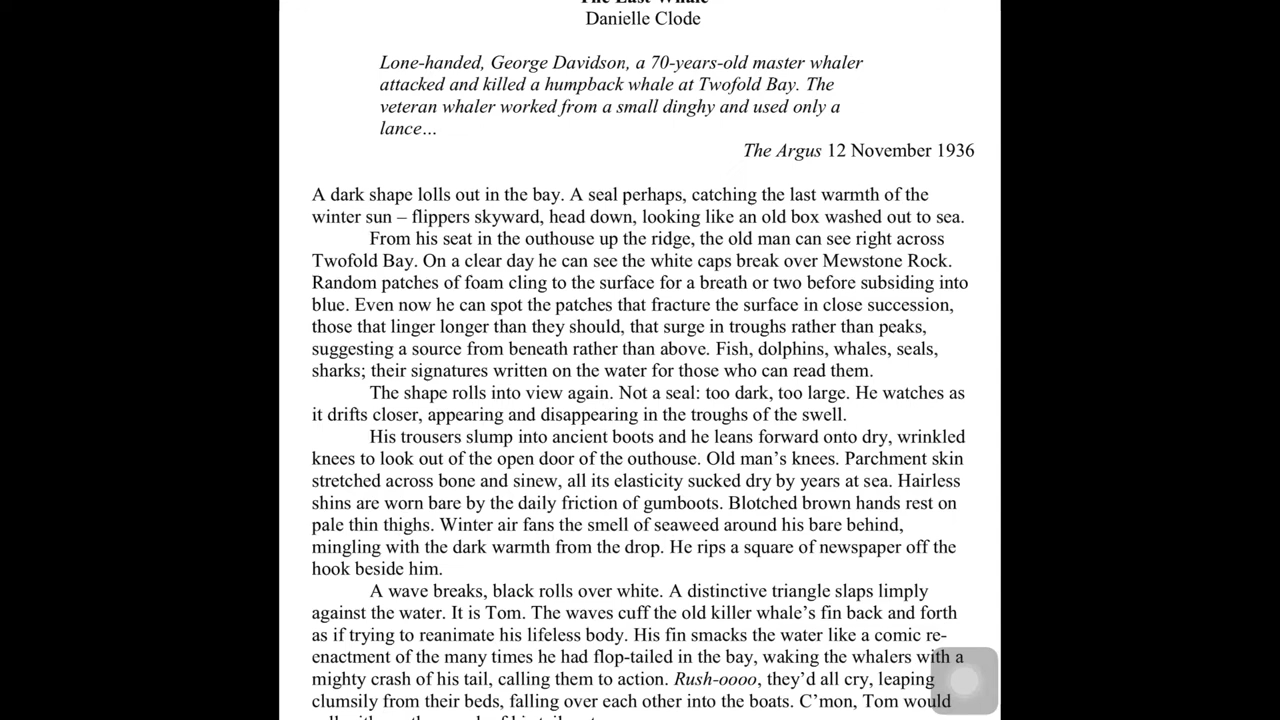 The Last Whale
Danielle Clode
Lone-handed, George Davidson, a 70-years-old master whaler
attacked and killed a humpback whale at Twofold Bay. The
veteran whaler worked from a small dinghy and used only a
lance…
The Argus 12 November 1936
A dark shape lolls out in the bay. A seal perhaps, catching the last warmth of the
winter sun – flippers skyward, head down, looking like an old box washed out to sea.
From his seat in the outhouse up the ridge, the old man can see right across
Twofold Bay. On a clear day he can see the white caps break over Mewstone Rock.
Random patches of foam cling to the surface for a breath or two before subsiding into
blue. Even now he can spot the patches that fracture the surface in close succession,
those that linger longer than they should, that surge in troughs rather than peaks,
suggesting a source from beneath rather than above. Fish, dolphins, whales, seals,
sharks; their signatures written on the water for those who can read them.
The shape rolls into view again. Not a seal: too dark, too large. He watches as
it drifts closer, appearing and disappearing in the troughs of the swell.
His trousers slump into ancient boots and he leans forward onto dry, wrinkled
knees to look out of the open door of the outhouse. Old man’s knees. Parchment skin
stretched across bone and sinew, all its elasticity sucked dry by years at sea. Hairless
shins are worn bare by the daily friction of gumboots. Blotched brown hands rest on
pale thin thighs. Winter air fans the smell of seaweed around his bare behind,
mingling with the dark warmth from the drop. He rips a square of newspaper off the
hook beside him.
A wave breaks, black rolls over white. A distinctive triangle slaps limply
against the water. It is Tom. The waves cuff the old killer whale’s fin back and forth
as if trying to reanimate his lifeless body. His fin smacks the water like a comic re-
enactment of the many times he had flop-tailed in the bay, waking the whalers with a
mighty crash of his tail, calling them to action. Rush-oooo, they’d all cry, leaping
clumsily from their beds, falling over each other into the boats. C’mon, Tom would